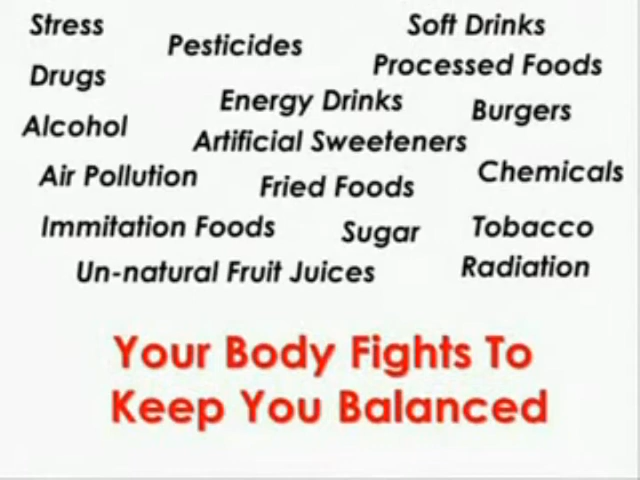 Stress
Soft Drinks
Pesticides
Processed Foods
Drugs
Energy Drinks
Burgers
Alcohol
Artificial Sweeteners
Air Pollution
Fried Foods
Chemicals
Immitation Foods
Sugar
Tobacco
Un-natural Fruit Juices
Radiation
Your Body Fights To
Keep You Balanced